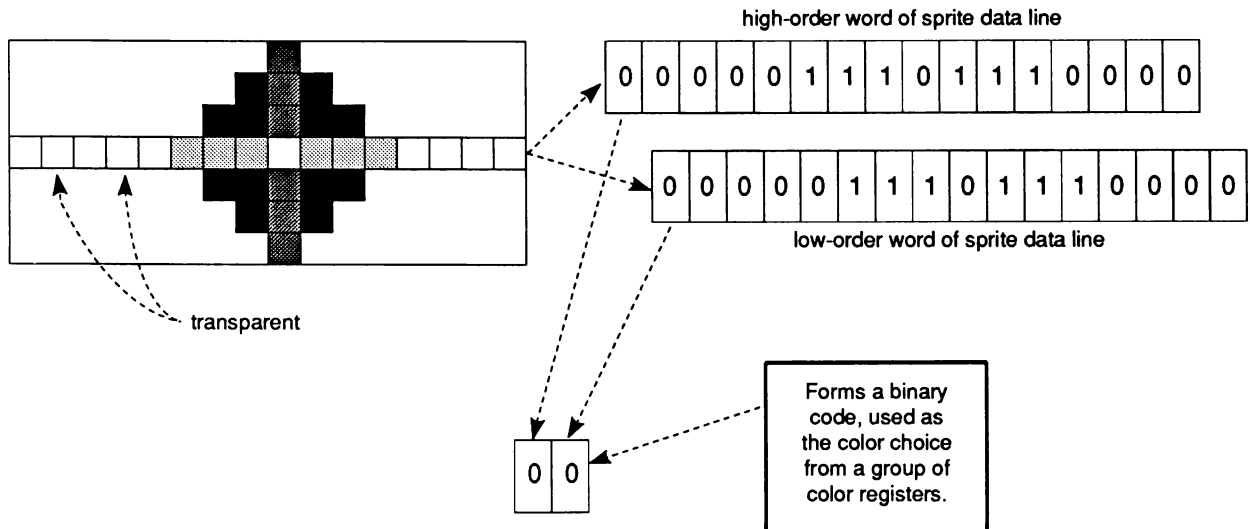 high-order word of sprite data line
0 0 0 0 0 1 1 1 0 1 1 1 0 0 0 0
0 0 0 0 0 1 1 1 0 1 1 1 0 0 0 0
low-order word of sprite data line
transparent
0 0
Forms a binary
code, used as
the color choice
from a group of
color registers.